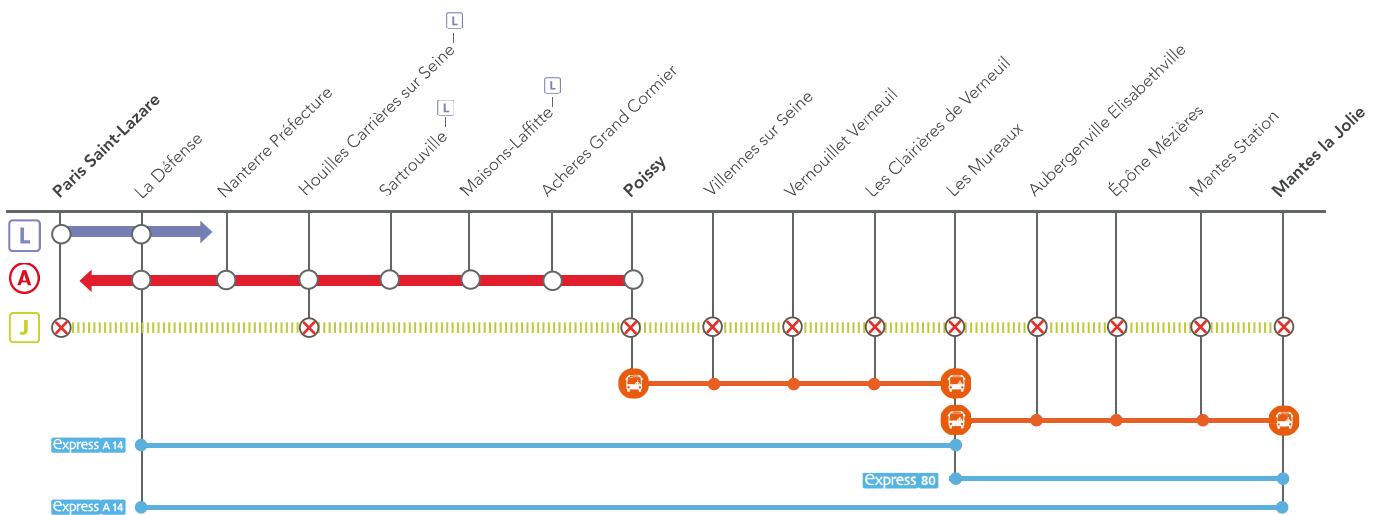 L
L
L
Paris Saint-Lazare
La Défense
Nanterre Préfecture
Houilles Carrières sur Seine
Sartrouville
Maisons-Laffitte
Achères Grand Cormier
Poissy
Villennes sur Seine
Vernouillet Verneuil
Les Clairières de Verneuil
Les Mureaux
Aubergenville Elisabethville
Épône Mézières
Mantes Station
Mantes la Jolie
L
A
J
express A 14
express 80
express A 14